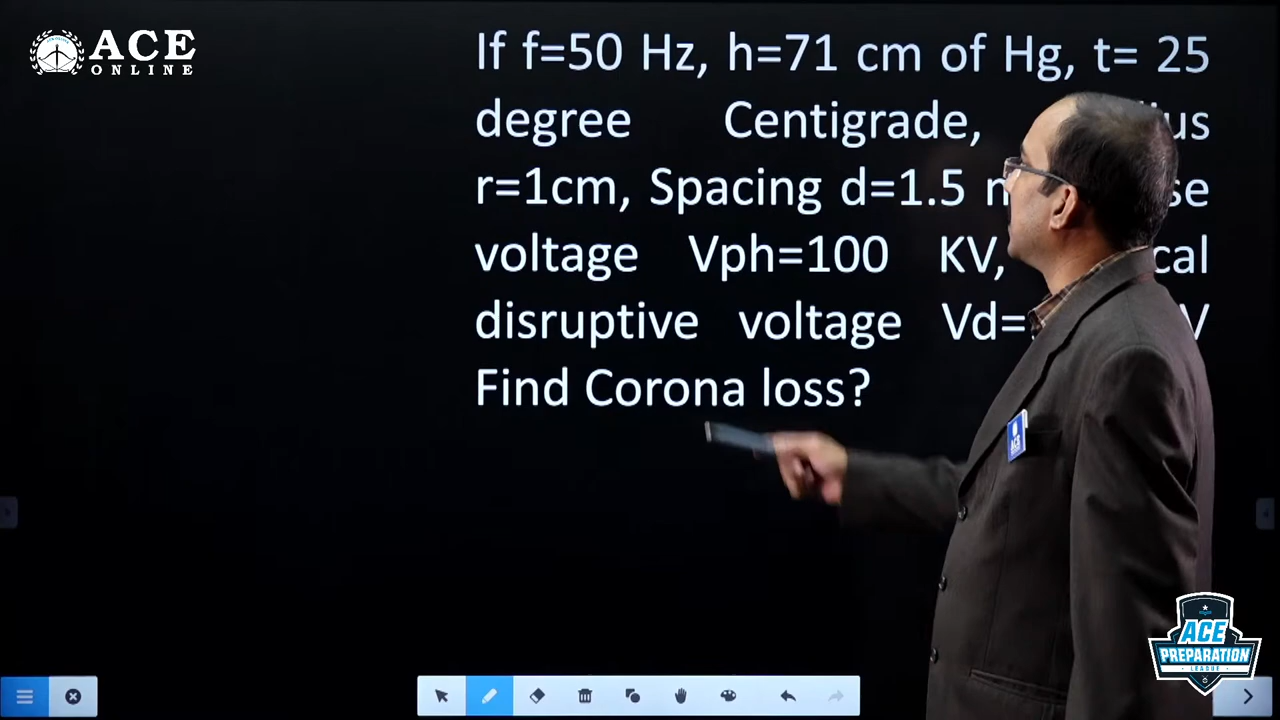 ACE
ONLINE
If f=50 Hz, h=71 cm of Hg, t= 25
degree Centigrade,
r=1cm, Spacing d=1.5
voltage Vph=100 KV,
disruptive voltage Vd=
Find Corona loss?
ACE
ACE
PREPARATION
LEAGUE